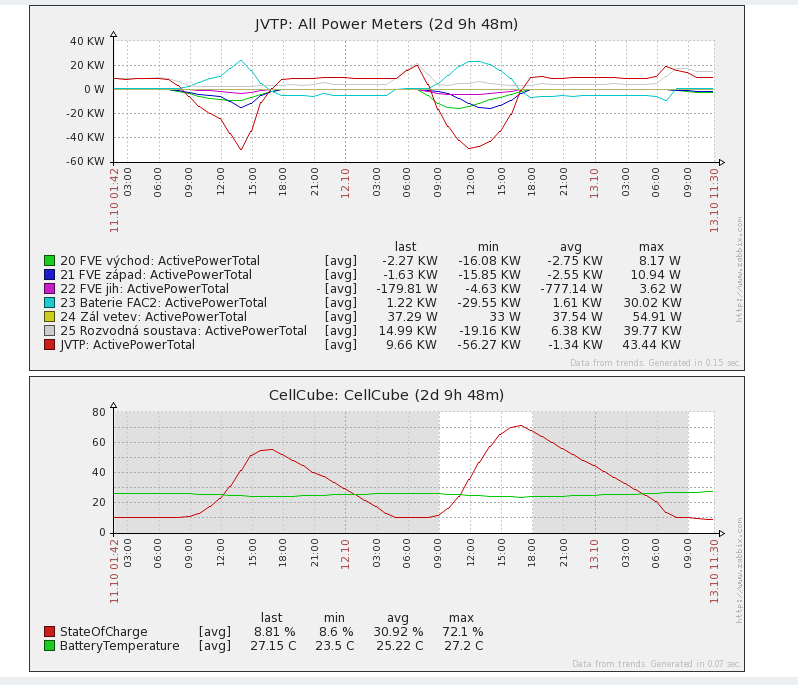 JVTP: All Power Meters (2d 9h 48m)
40 KW
20 KW
0 W
-20 KW
-40 KW
-60 KW
11.10 01:42 03:00 06:00 09:00 12:00 15:00 18:00 21:00 12.10 03:00 06:00 09:00 12:00 15:00 18:00 21:00 13.10 03:00 06:00 09:00 13.10 11:30
last min avg max
20 FVE východ: ActivePowerTotal [avg] -2.27 KW -16.08 KW -2.75 KW 8.17 W
21 FVE západ: ActivePowerTotal [avg] -1.63 KW -15.85 KW -2.55 KW 10.94 W
22 FVE jih: ActivePowerTotal [avg] -179.81 W -4.63 KW -777.14 W 3.62 W
23 Baterie FAC2: ActivePowerTotal [avg] 1.22 KW -29.55 KW 1.61 KW 30.02 KW
24 Zál vetev: ActivePowerTotal [avg] 37.29 W 33 W 37.54 W 54.91 W
25 Rozvodná soustava: ActivePowerTotal [avg] 14.99 KW -19.16 KW 6.38 KW 39.77 KW
JVTP: ActivePowerTotal [avg] 9.66 KW -56.27 KW -1.34 KW 43.44 KW
http://www.zabbix.com
Data from trends. Generated in 0.15 sec
CellCube: CellCube (2d 9h 48m)
80
60
40
20
0
11.10 01:42 03:00 06:00 09:00 12:00 15:00 18:00 21:00 12.10 03:00 06:00 09:00 12:00 15:00 18:00 21:00 13.10 03:00 06:00 09:00 13.10 11:30
last min avg max
StateOfCharge [avg] 8.81 % 8.6 % 30.92 % 72.1 %
BatteryTemperature [avg] 27.15 C 23.5 C 25.22 C 27.2 C
http://www.zabbix.com
Data from trends. Generated in 0.07 sec